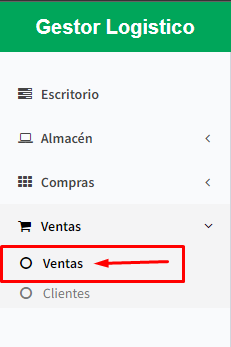 Gestor Logistico
Escritorio
Almacén
Compras
Ventas
Ventas
Clientes